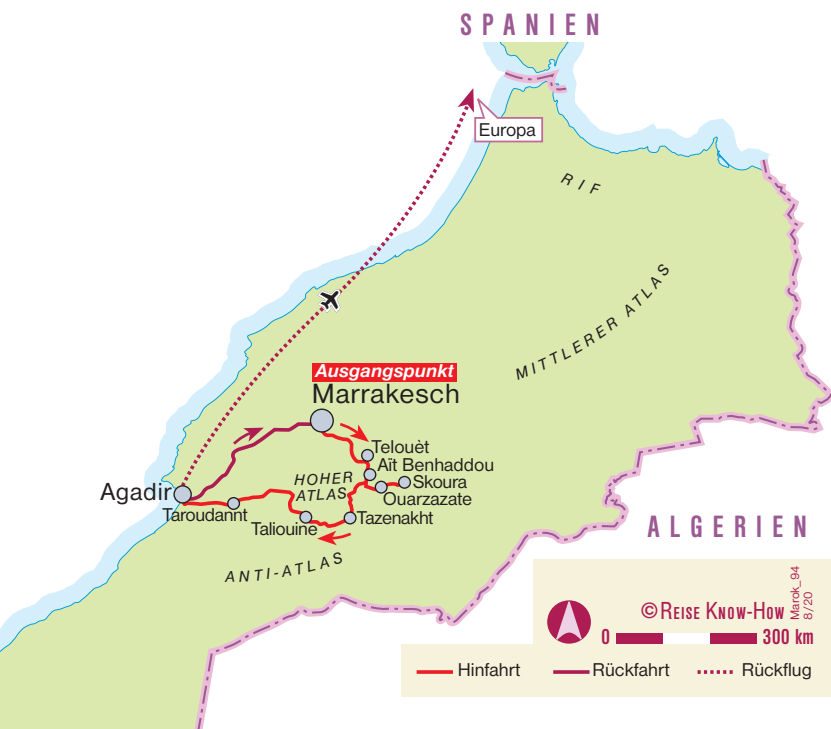 SPANIEN
Europa
RIF
MITTLERER ATLAS
Ausgangspunkt
Marrakesch
Telouèt
Aït Benhaddou
Skoura
Ouarzazate
HOHER
ATLAS
Agadir
Taroudannt
Taliouine
Tazenakht
ANTI-ATLAS
ALGERIEN
©REISE KNOW-HOW
Marok_94
8/20
0 300 km
Hinfahrt Rückfahrt Rückflug